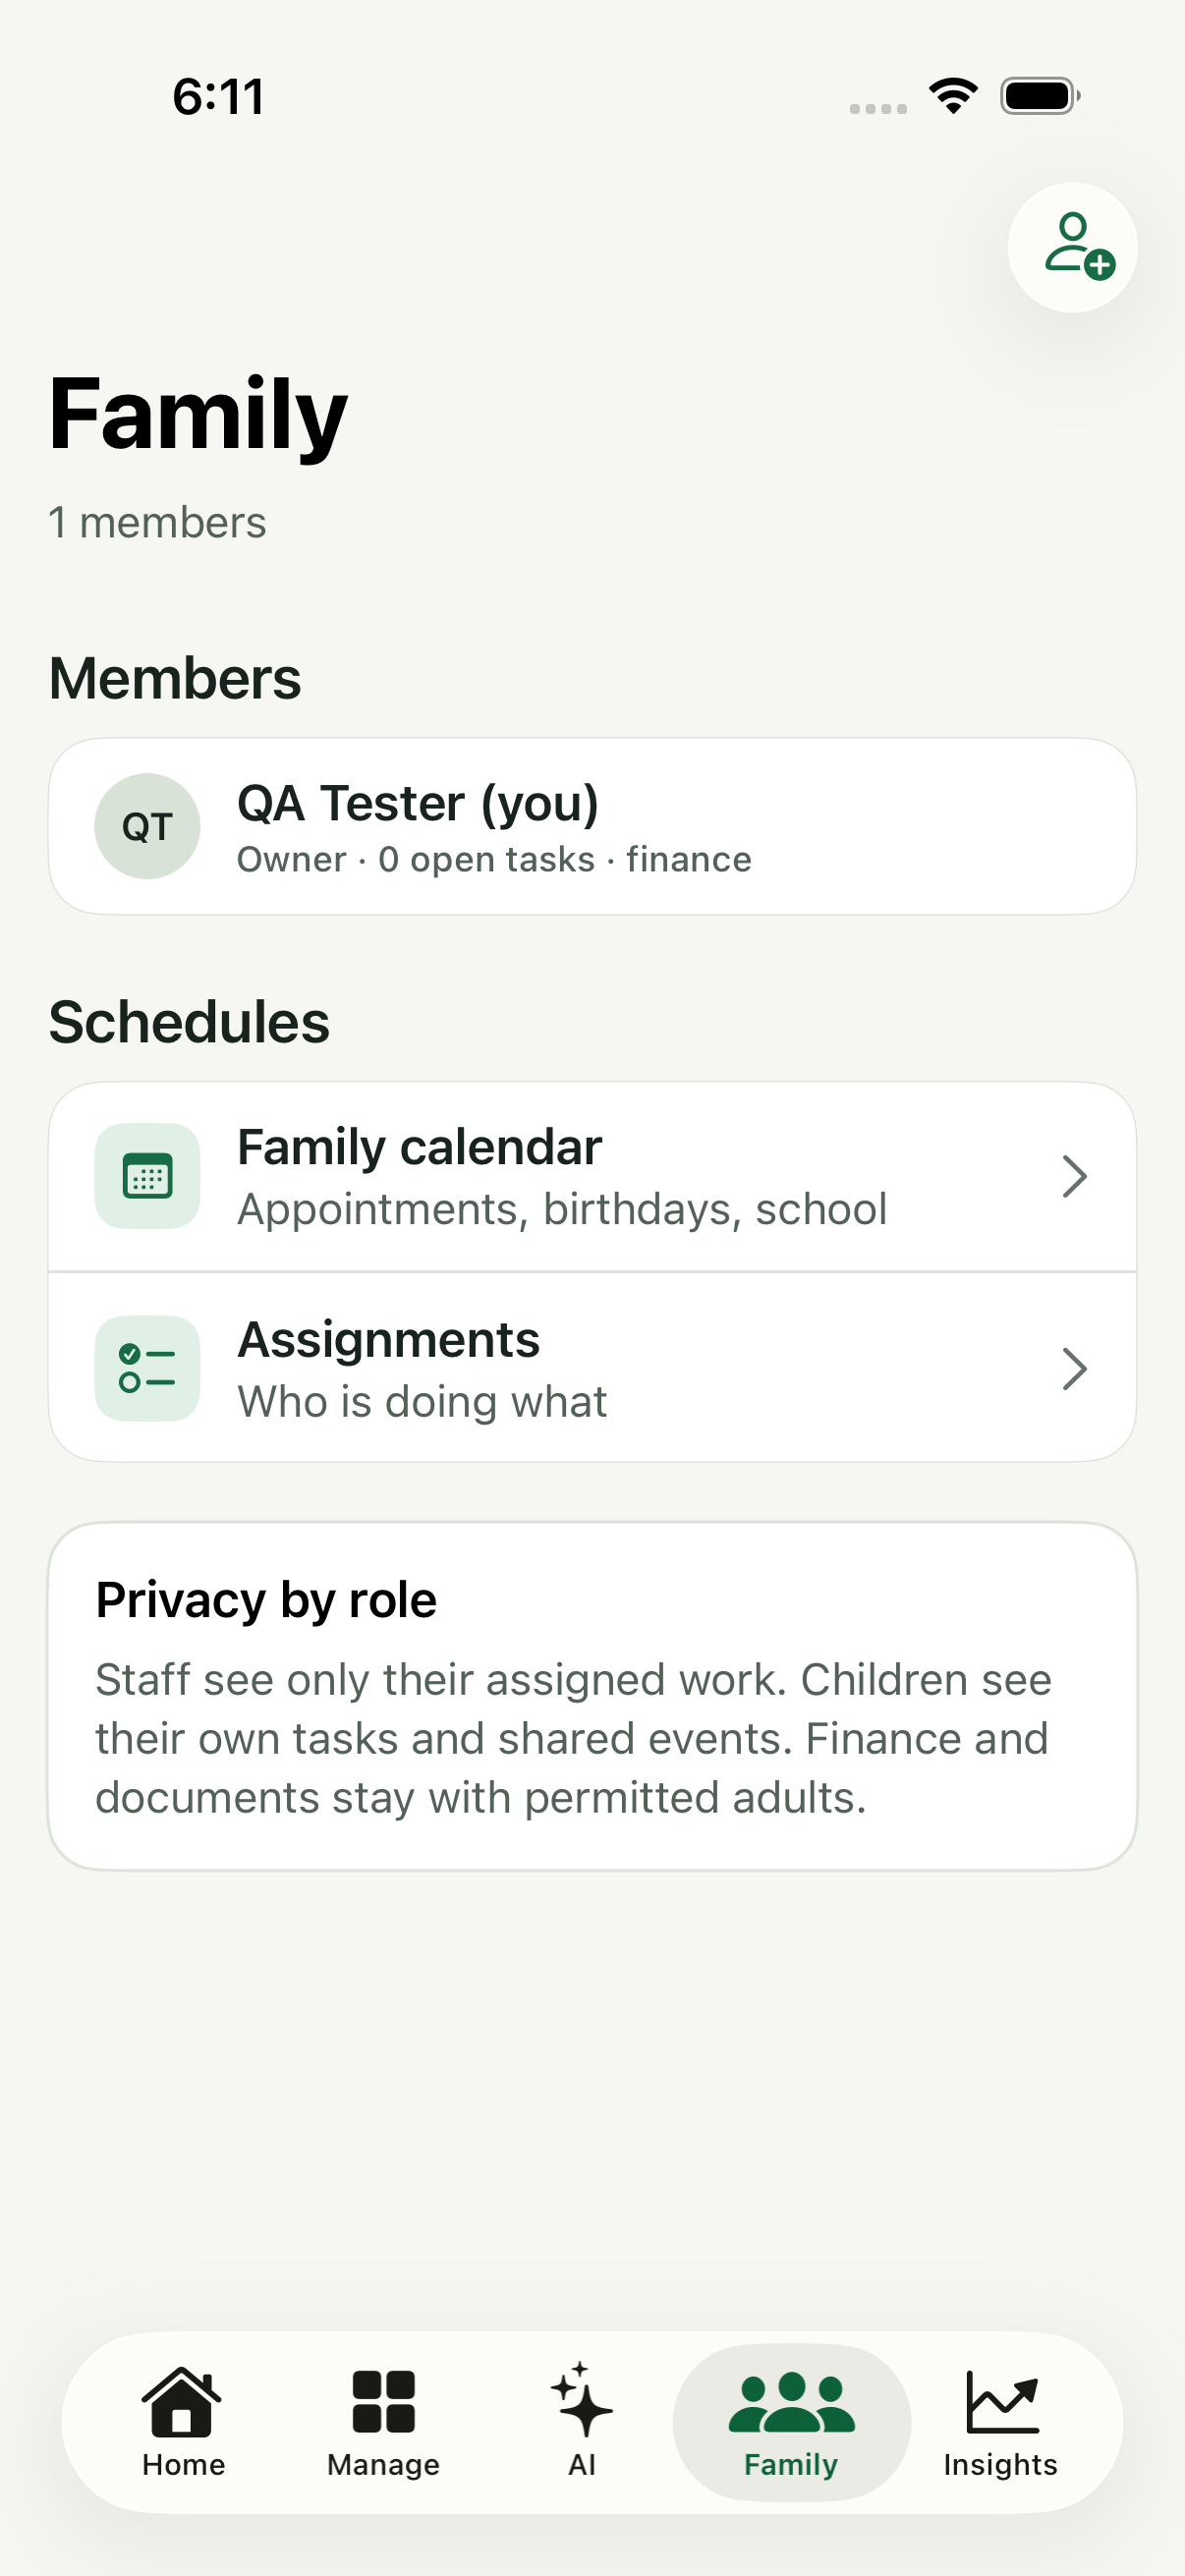 6:11
Family
1 members
Members
QT
QA Tester (you)
Owner · 0 open tasks · finance
Schedules
Family calendar
Appointments, birthdays, school
Assignments
Who is doing what
Privacy by role
Staff see only their assigned work. Children see
their own tasks and shared events. Finance and
documents stay with permitted adults.
Home
Manage
AI
Family
Insights